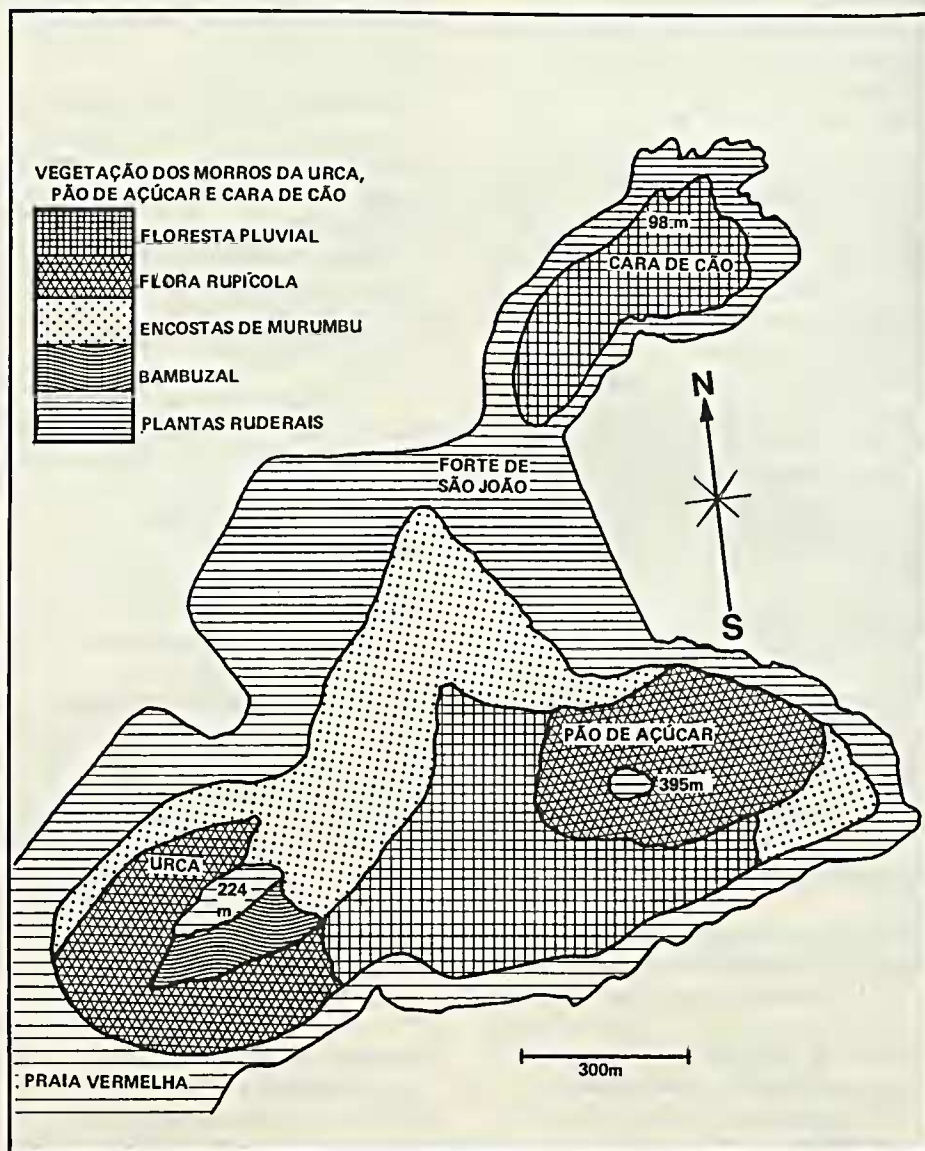 VEGETAÇÃO DOS MORROS DA URCA,
PÃO DE AÇÚCAR E CARA DE CÃO
FLORESTA PLUVIAL
FLORA RUPÍCOLA
ENCOSTAS DE MURUMBU
BAMBUZAL
PLANTAS RUDERAIS
98 m
CARA DE CÃO
N
S
FORTE DE
SÃO JOÃO
PÃO DE AÇÚCAR
395m
URCA
224
m
PRAIA VERMELHA
300m